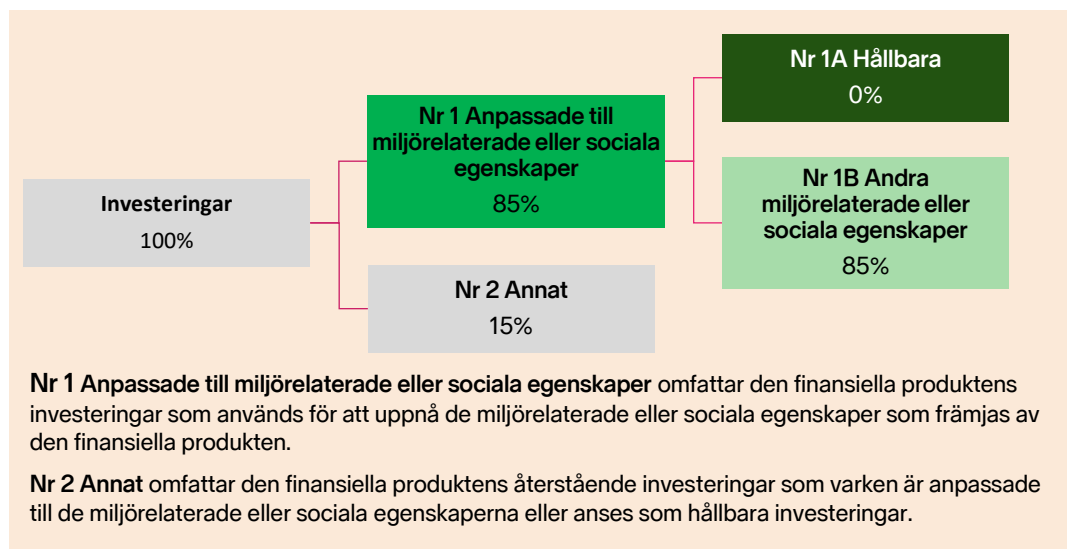 Nr 1A Hållbara
0%
Nr 1 Anpassade till
miljörelaterade eller sociala
egenskaper
85%
Nr 1B Andra
miljörelaterade eller
sociala egenskaper
85%
Investeringar
100%
Nr 2 Annat
15%
Nr 1 Anpassade till miljörelaterade eller sociala egenskaper omfattar den finansiella produktens
investeringar som används för att uppnå de miljörelaterade eller sociala egenskaper som främjas av
den finansiella produkten.
Nr 2 Annat omfattar den finansiella produktens återstående investeringar som varken är anpassade
till de miljörelaterade eller sociala egenskaperna eller anses som hållbara investeringar.